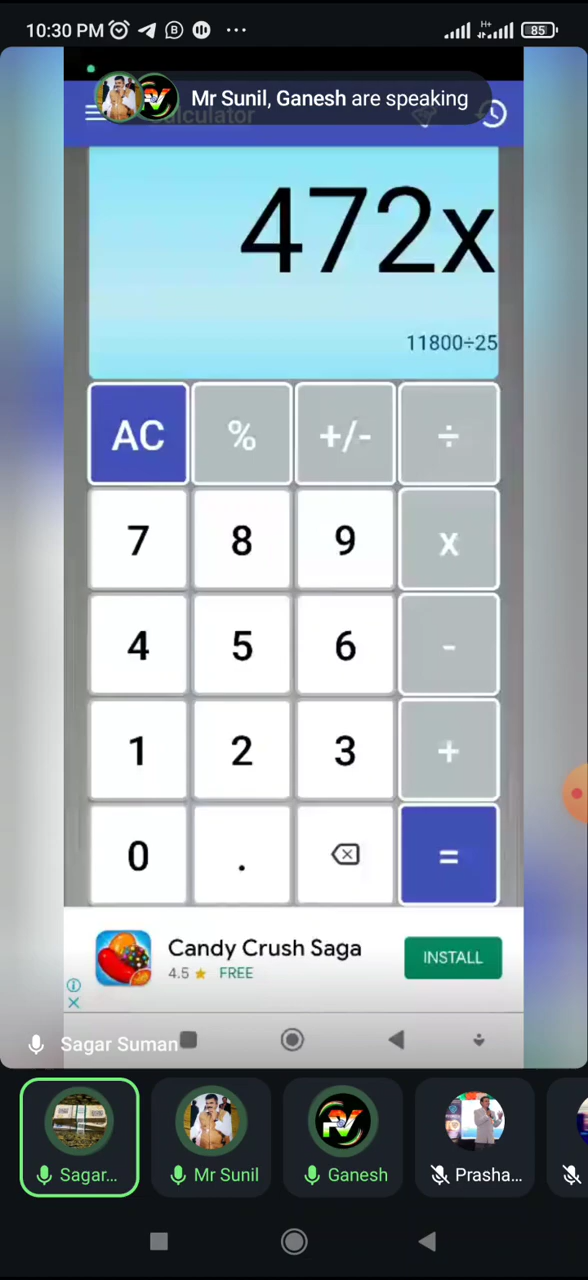 10:30 PM
85
Mr Sunil, Ganesh are speaking
472x
11800÷25
AC % +/- ÷
7 8 9 x
4 5 6 -
1 2 3 +
0 . =
Candy Crush Saga
4.5 ★ FREE
INSTALL
Sagar Suman
Sagar... Mr Sunil Ganesh Prasha...